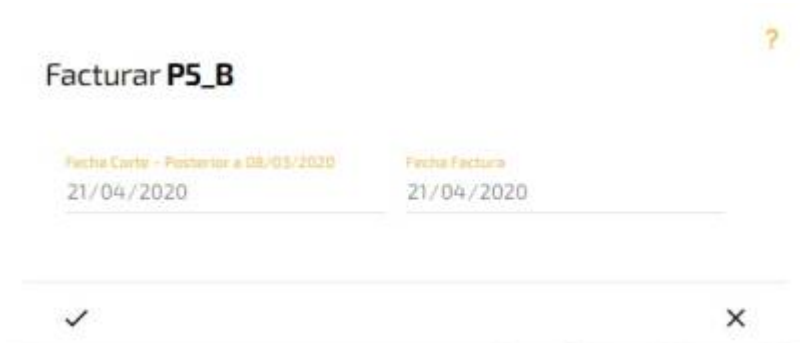 ?
Facturar P5_B
Fecha Corte - Posterior a 08/03/2020
Fecha Factura
21/04/2020
21/04/2020